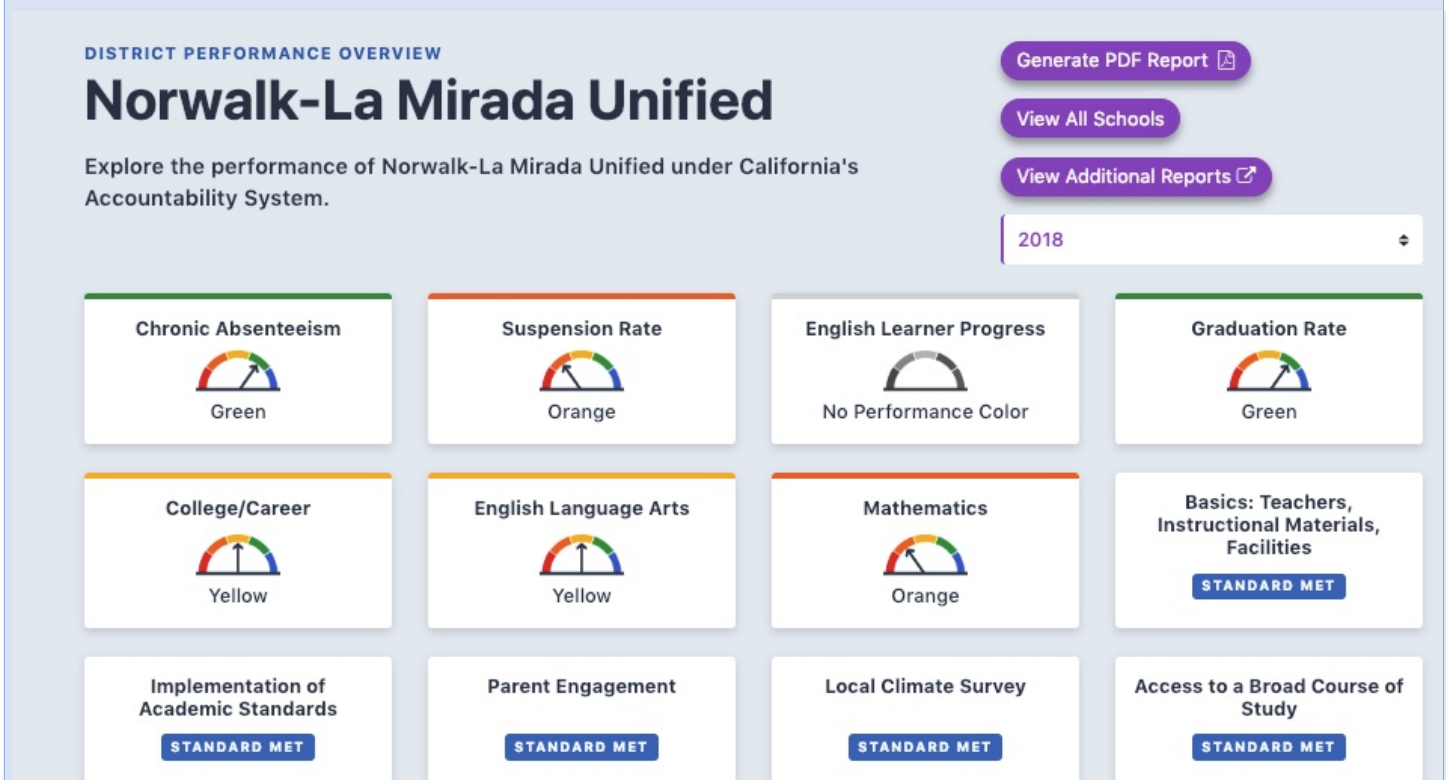 DISTRICT PERFORMANCE OVERVIEW
Norwalk-La Mirada Unified
Explore the performance of Norwalk-La Mirada Unified under California's
Accountability System.
Generate PDF Report
View All Schools
View Additional Reports
2018
Chronic Absenteeism
Green
Suspension Rate
Orange
English Learner Progress
No Performance Color
Graduation Rate
Green
College/Career
Yellow
English Language Arts
Yellow
Mathematics
Orange
Basics: Teachers,
Instructional Materials,
Facilities
STANDARD MET
Implementation of
Academic Standards
STANDARD MET
Parent Engagement
STANDARD MET
Local Climate Survey
STANDARD MET
Access to a Broad Course of
Study
STANDARD MET